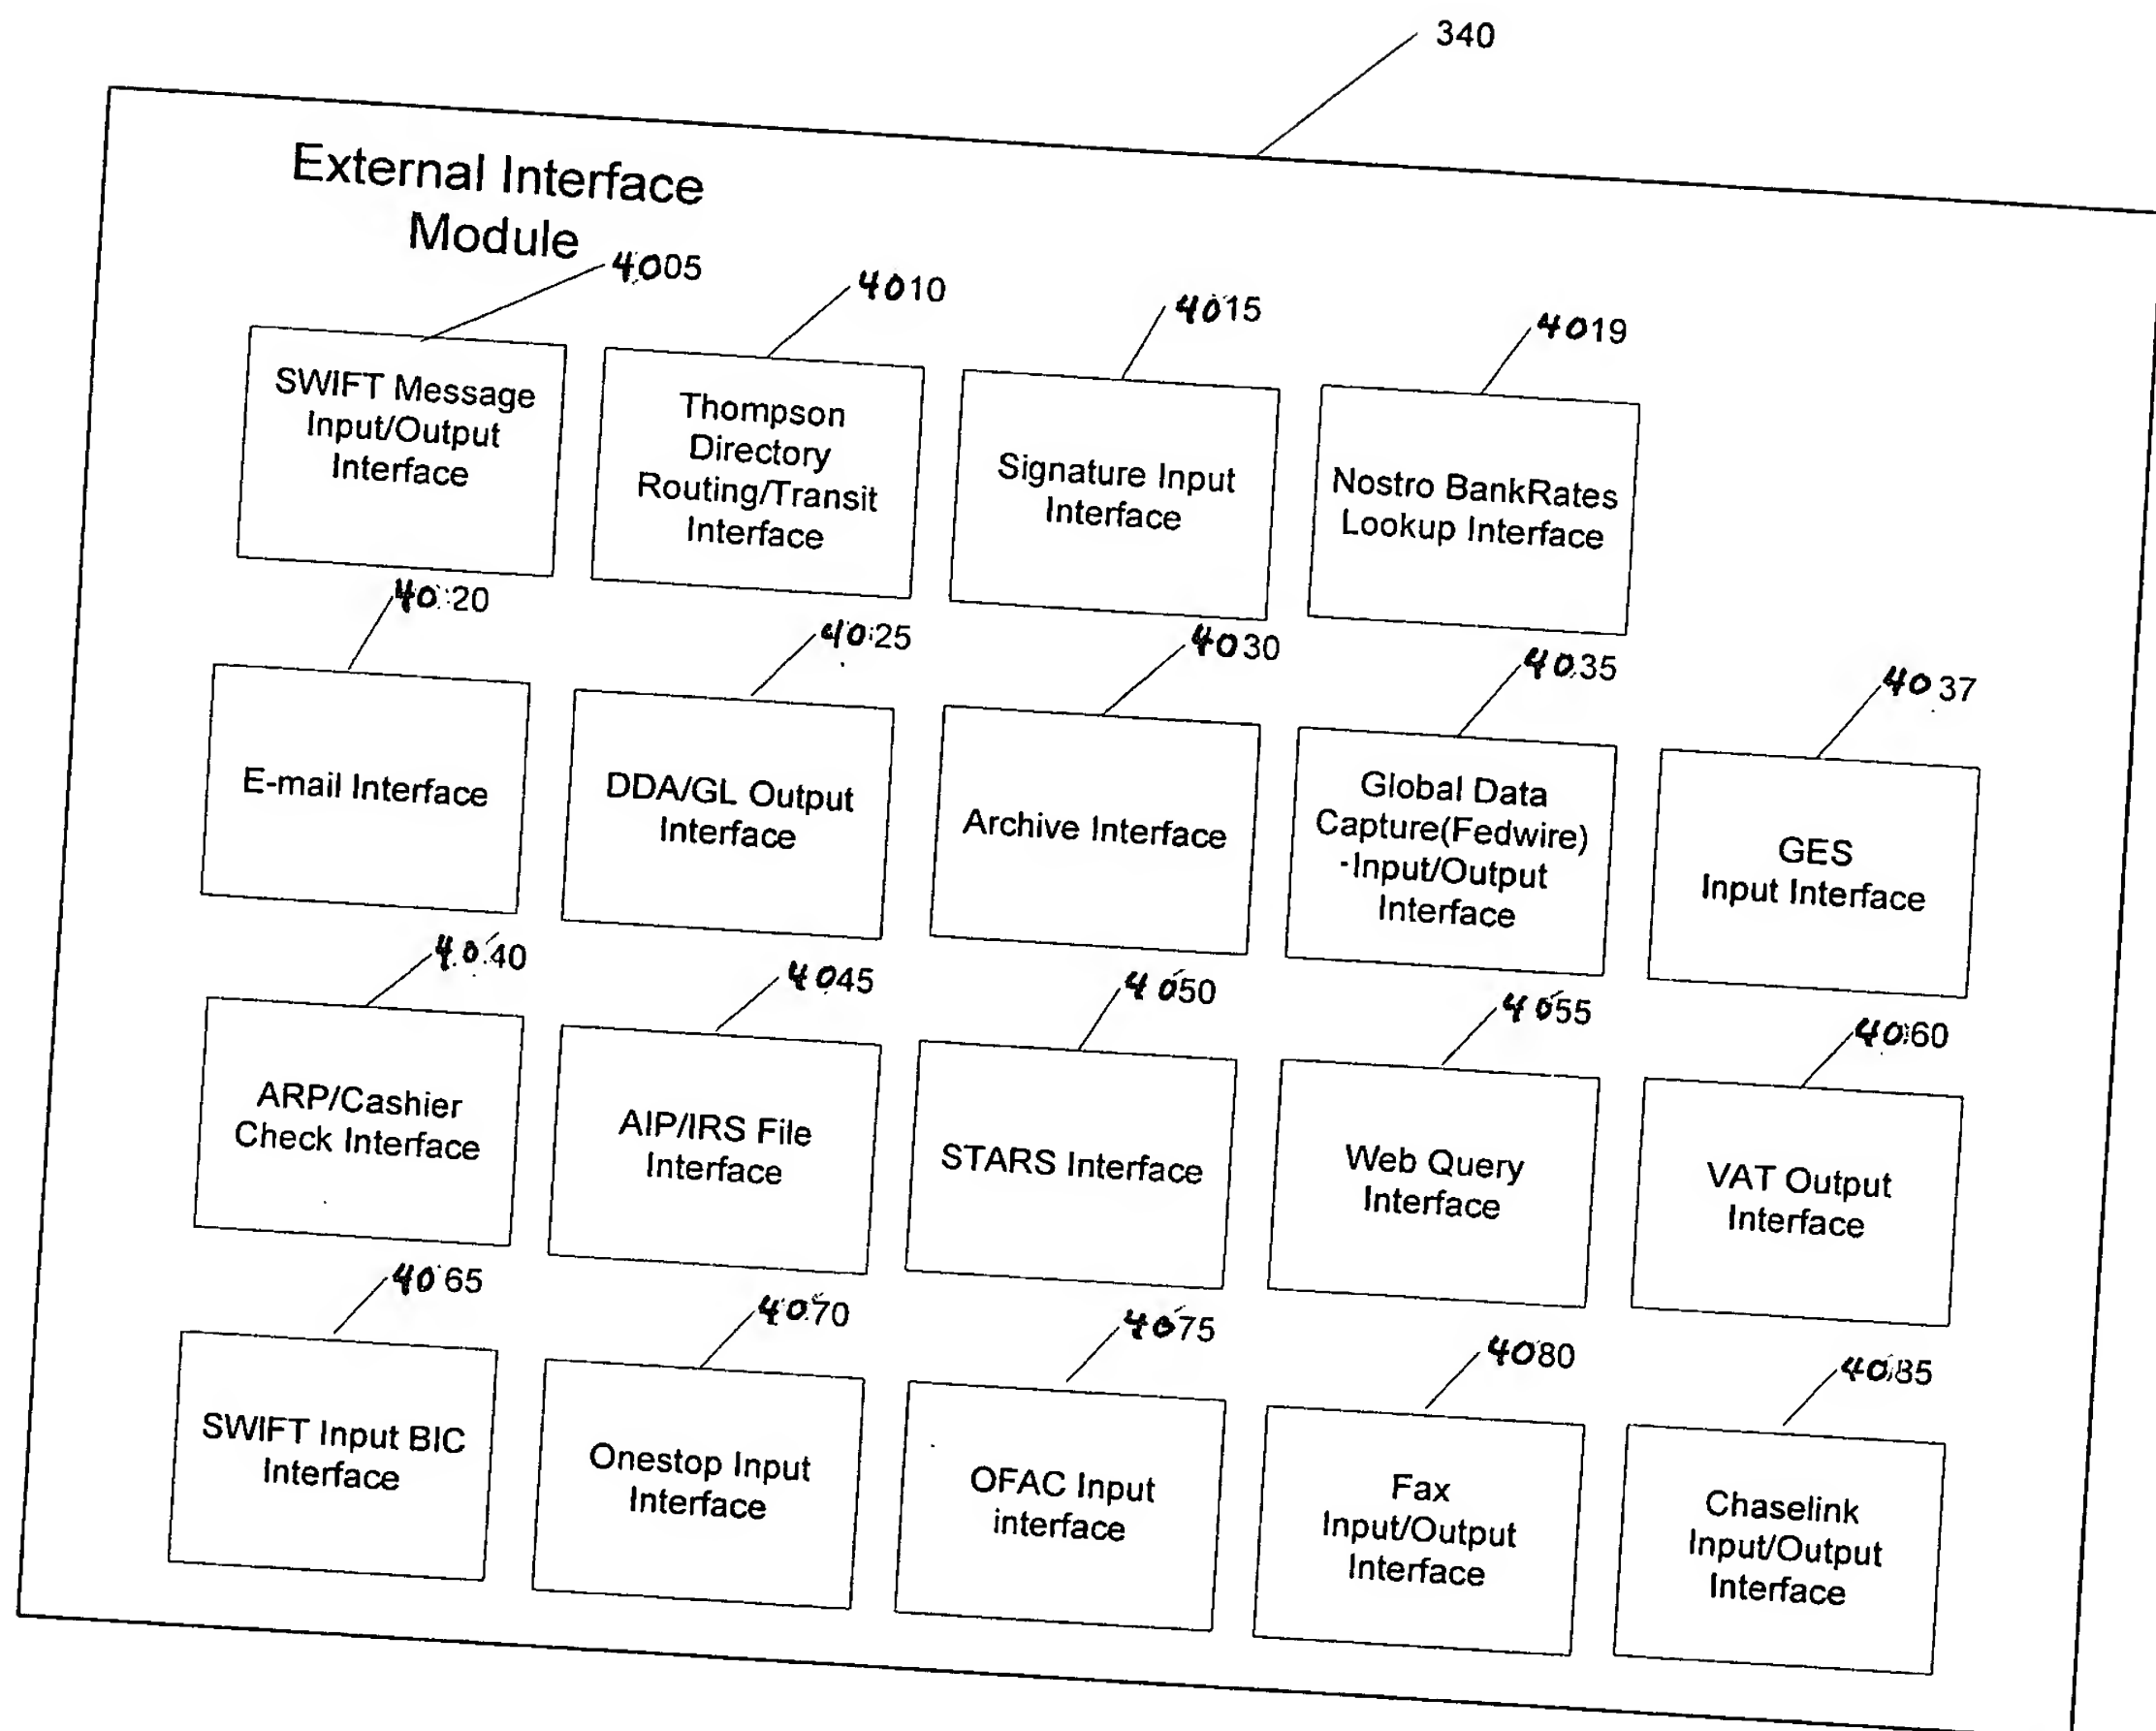 340
External Interface
Module
4005
4010
4015
4019
SWIFT Message
Input/Output
Interface
Thompson
Directory
Routing/Transit
Interface
Signature Input
Interface
Nostro BankRates
Lookup Interface
4020
4025
4030
4035
4037
E-mail Interface
DDA/GL Output
Interface
Archive Interface
Global Data
Capture(Fedwire)
-Input/Output
Interface
GES
Input Interface
4040
4045
4050
4055
4060
ARP/Cashier
Check Interface
AIP/IRS File
Interface
STARS Interface
Web Query
Interface
VAT Output
Interface
4065
4070
4075
4080
4085
SWIFT Input BIC
Interface
Onestop Input
Interface
OFAC Input
interface
Fax
Input/Output
Interface
Chaselink
Input/Output
Interface